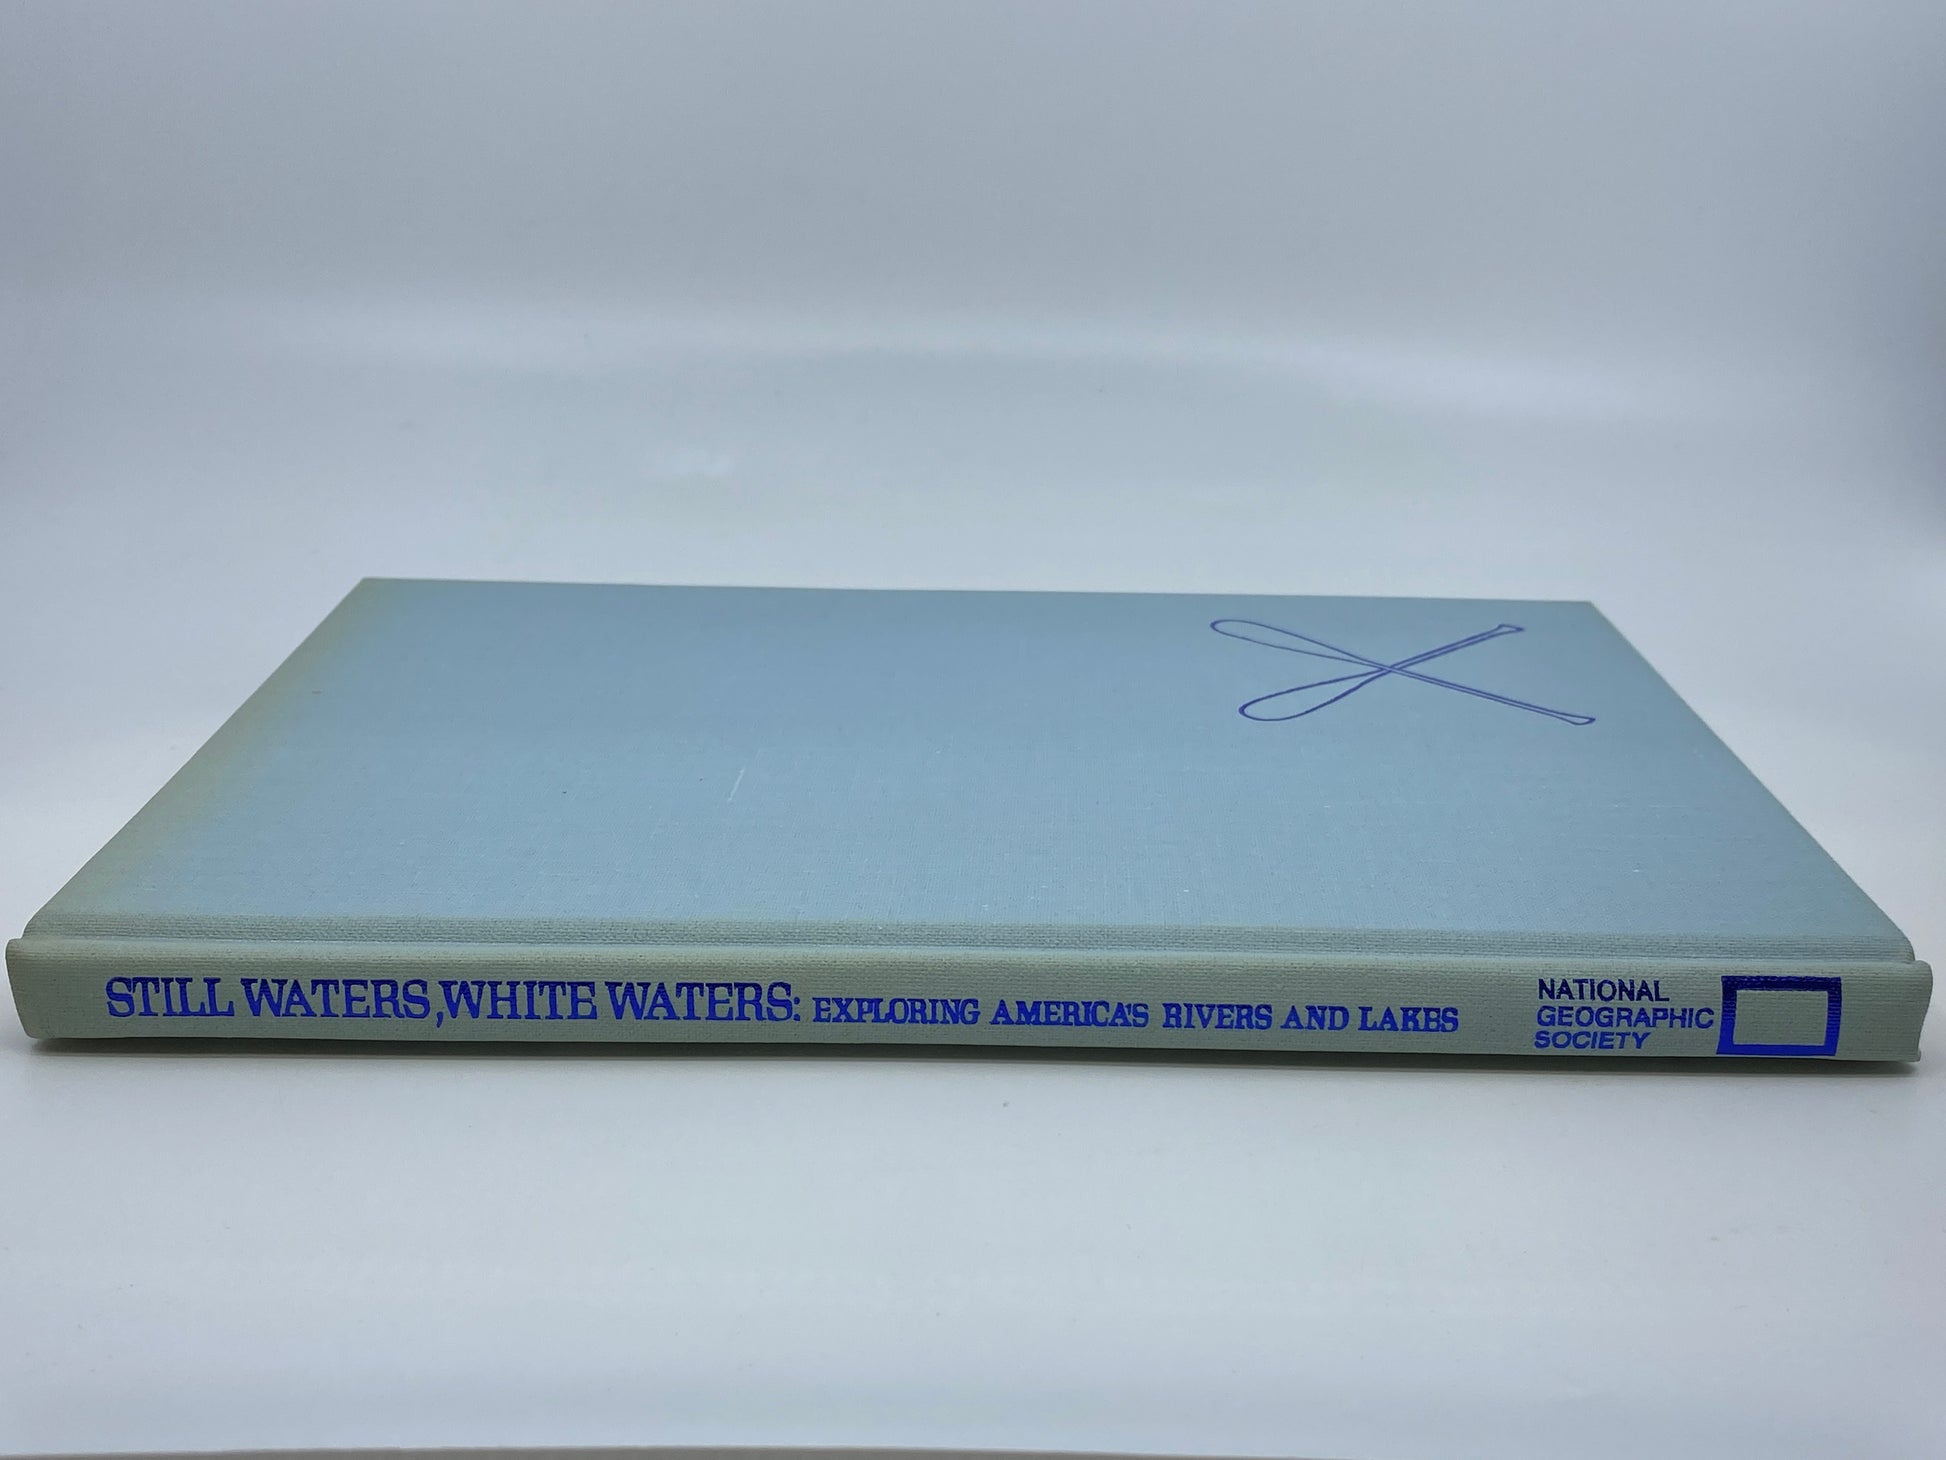 STILL WATERS, WHITE WATERS: EXPLORING AMERICA'S RIVERS AND LAKES
NATIONAL
GEOGRAPHIC
SOCIETY